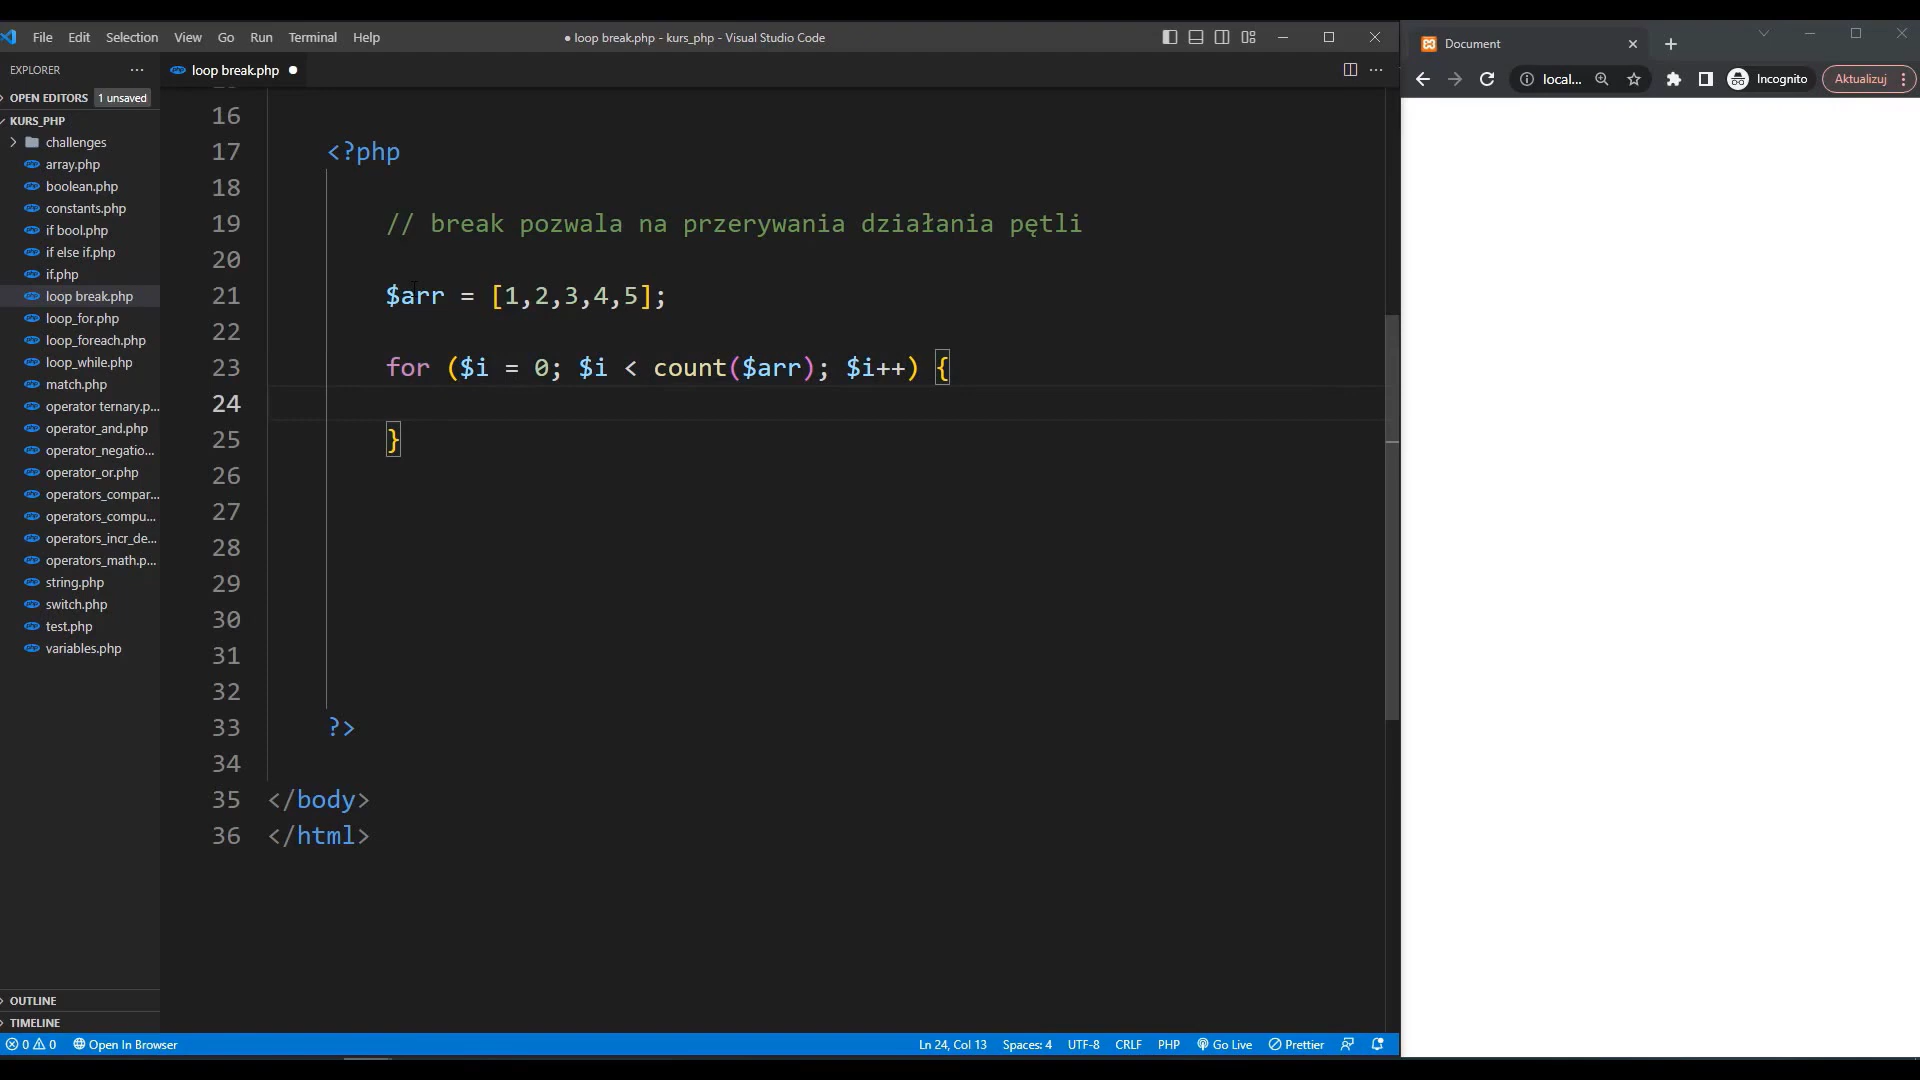 File Edit Selection View Go Run Terminal Help
● loop break.php - kurs_php - Visual Studio Code
EXPLORER
OPEN EDITORS 1 unsaved
KURS_PHP
challenges
array.php
boolean.php
constants.php
if bool.php
if else if.php
if.php
loop break.php
loop_for.php
loop_foreach.php
loop_while.php
match.php
operator ternary.p...
operator_and.php
operator_negatio...
operator_or.php
operators_compar...
operators_compu...
operators_incr_de...
operators_math.p...
string.php
switch.php
test.php
variables.php
OUTLINE
TIMELINE
loop break.php
16
17 <?php
18
19 // break pozwala na przerywania działania pętli
20
21 $arr = [1,2,3,4,5];
22
23 for ($i = 0; $i < count($arr); $i++) {
24
25 }
26
27
28
29
30
31
32
33 ?>
34
35 </body>
36 </html>
0 0 Open In Browser
Ln 24, Col 13 Spaces: 4 UTF-8 CRLF PHP Go Live Prettier
Document
local... Incognito Aktualizuj